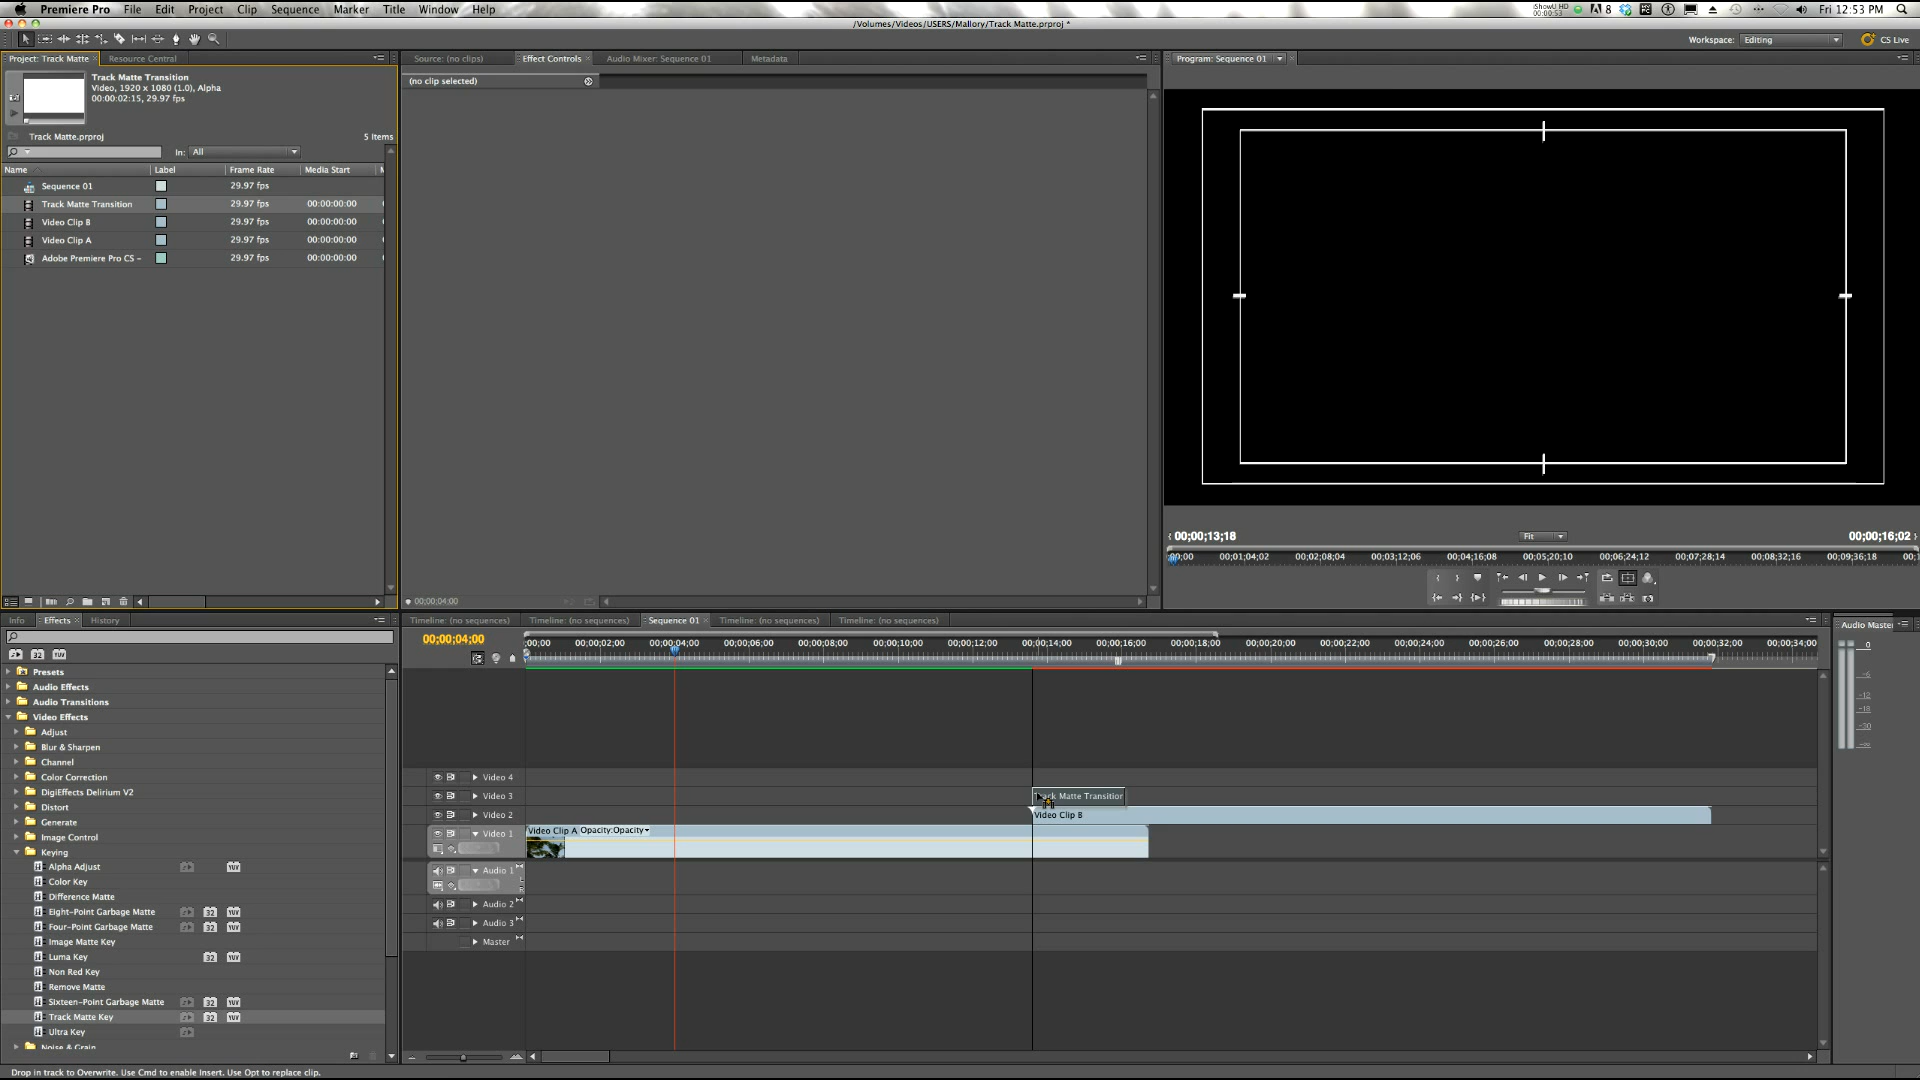 Premiere Pro File Edit Project Clip Sequence Marker Title Window Help
iShowU HD 00:00:53
8
Fri 12:53 PM
/Volumes/Videos/USERS/Mallory/Track Matte.prproj *
Workspace: Editing
CS Live
Project: Track Matte
Resource Central
Track Matte Transition
Video, 1920 x 1080 (1.0), Alpha
00:00:02:15, 29.97 fps
Track Matte.prproj
5 Items
In: All
Name Label Frame Rate Media Start
Sequence 01 29.97 fps
Track Matte Transition 29.97 fps 00:00:00:00
Video Clip B 29.97 fps 00:00:00:00
Video Clip A 29.97 fps 00:00:00:00
Adobe Premiere Pro CS - 29.97 fps 00:00:00:00
Source: (no clips)
Effect Controls
Audio Mixer: Sequence 01
Metadata
(no clip selected)
00;00;04;00
Program: Sequence 01
00;00;13;18
Fit
00;00;16;02
00;00 00;01;04;02 00;02;08;04 00;03;12;06 00;04;16;08 00;05;20;10 00;06;24;12 00;07;28;14 00;08;32;16 00;09;36;18
Info Effects History
32
Presets
Audio Effects
Audio Transitions
Video Effects
Adjust
Blur & Sharpen
Channel
Color Correction
DigiEffects Delirium V2
Distort
Generate
Image Control
Keying
Alpha Adjust
Color Key
Difference Matte
Eight-Point Garbage Matte 32
Four-Point Garbage Matte 32
Image Matte Key
Luma Key 32
Non Red Key
Remove Matte
Sixteen-Point Garbage Matte 32
Track Matte Key 32
Ultra Key
Noise & Grain
Timeline: (no sequences)
Timeline: (no sequences)
Sequence 01
Timeline: (no sequences)
Timeline: (no sequences)
00;00;04;00
;00;00 00;00;02;00 00;00;04;00 00;00;06;00 00;00;08;00 00;00;10;00 00;00;12;00 00;00;14;00 00;00;16;00 00;00;18;00 00;00;20;00 00;00;22;00 00;00;24;00 00;00;26;00 00;00;28;00 00;00;30;00 00;00;32;00 00;00;34;00
Video 4
Video 3
Track Matte Transition
Video 2
Video Clip B
Video 1
Video Clip A Opacity:Opacity
Audio 1
Audio 2
Audio 3
Master
Audio Master
0
-6
-12
-18
-30
-∞
Drop in track to Overwrite. Use Cmd to enable Insert. Use Opt to replace clip.